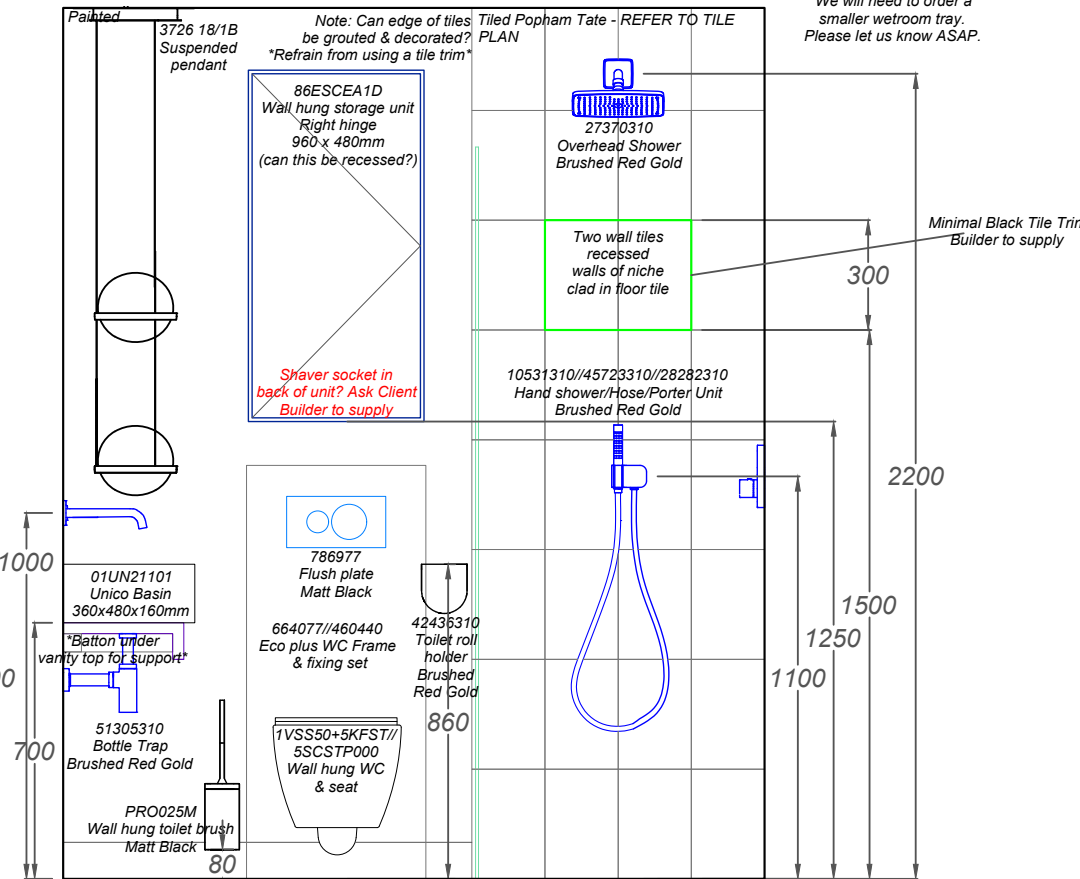 We will need to order a
smaller wetroom tray.
Please let us know ASAP.
Painted
3726 18/1B
Suspended
pendant
Note: Can edge of tiles
be grouted & decorated?
*Refrain from using a tile trim*
Tiled Popham Tate - REFER TO TILE
PLAN
86ESCEA1D
Wall hung storage unit
Right hinge
960 x 480mm
(can this be recessed?)
27370310
Overhead Shower
Brushed Red Gold
Two wall tiles
recessed
walls of niche
clad in floor tile
Minimal Black Tile Trim
Builder to supply
300
Shaver socket in
back of unit? Ask Client
Builder to supply
10531310//45723310//28282310
Hand shower/Hose/Porter Unit
Brushed Red Gold
2200
1000
01UN21101
Unico Basin
360x480x160mm
*Batton under
vanity top for support*
786977
Flush plate
Matt Black
664077//460440
Eco plus WC Frame
& fixing set
42436310
Toilet roll
holder
Brushed
Red Gold
1500
1250
1100
860
700
51305310
Bottle Trap
Brushed Red Gold
1VSS50+5KFST//
5SCSTP000
Wall hung WC
& seat
PRO025M
Wall hung toilet brush
Matt Black
80